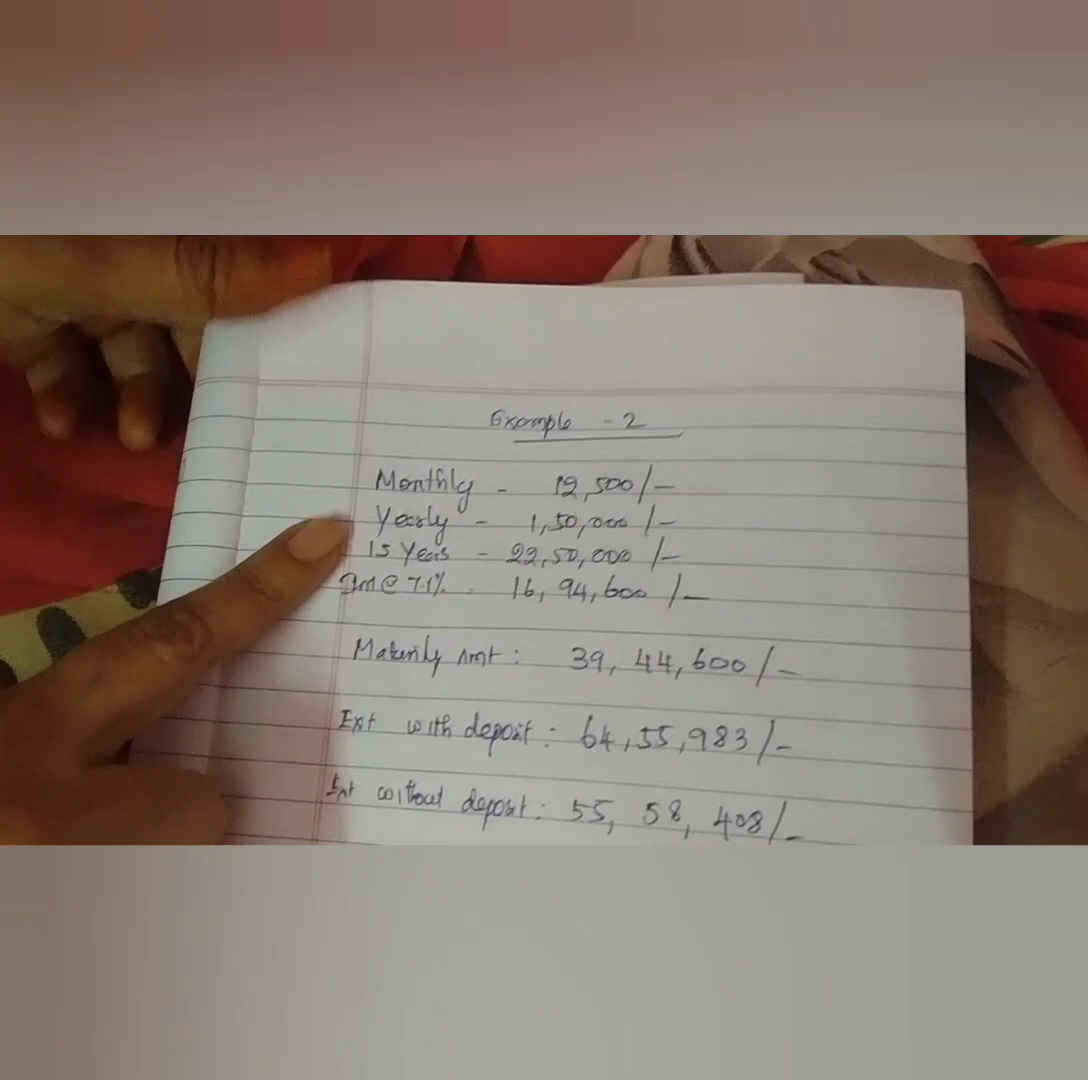 Example - 2
Monthly - 12,500/-
Yearly - 1,50,000/-
15 Years - 22,50,000/-
Int @ 7.1% - 16,94,600/-
Maturity Amt : 39,44,600/-
Ext with deposit : 64,55,983/-
Ext without deposit : 55,58,408/-